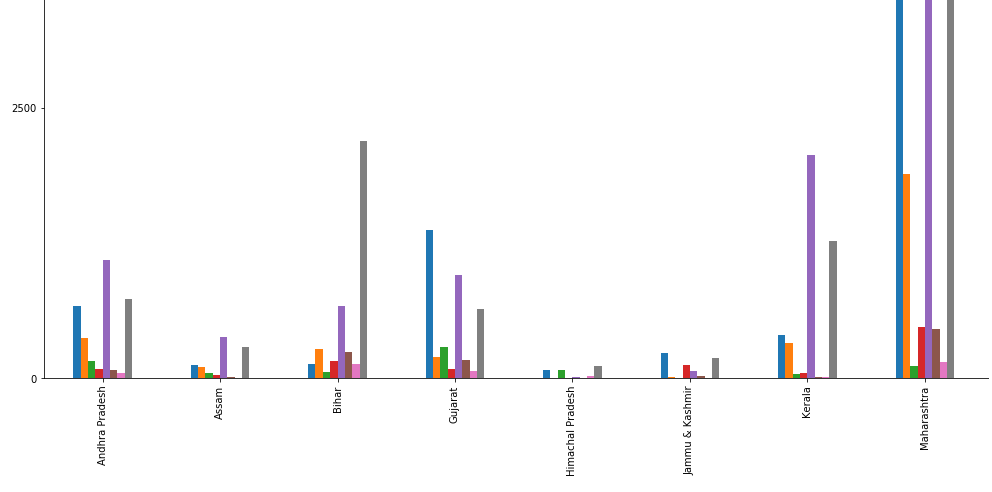 2500
0
Andhra Pradesh
Assam
Bihar
Gujarat
Himachal Pradesh
Jammu & Kashmir
Kerala
Maharashtra